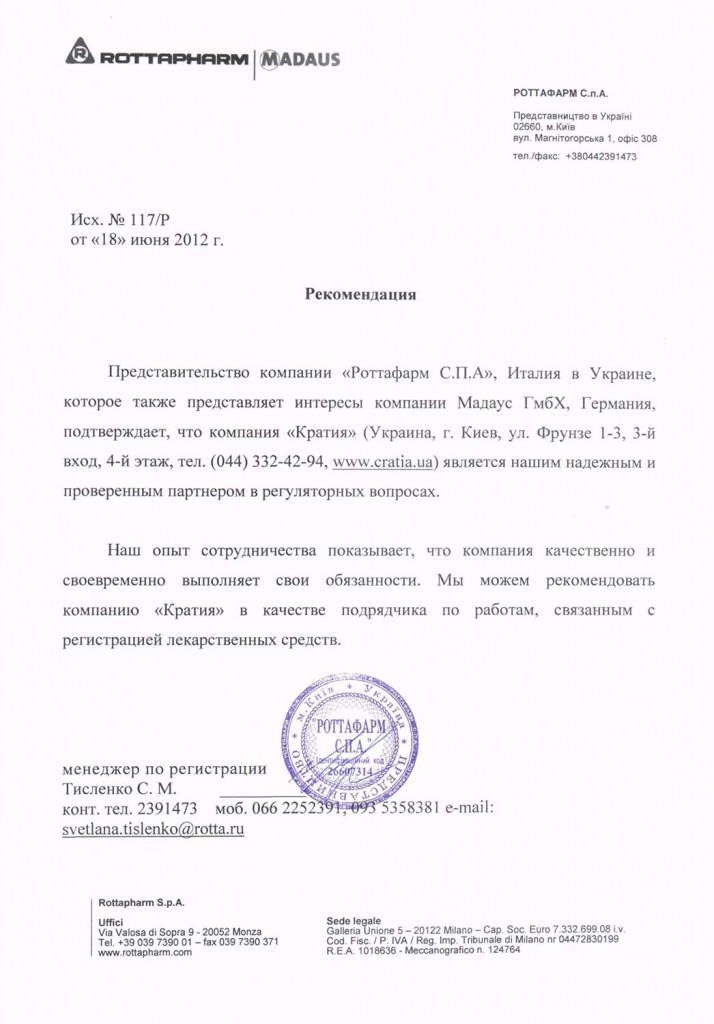 ROTTAPHARM | MADAUS
РОТТАФАРМ С.п.А.
Представництво в Україні
02660, м.Київ
вул. Магнітогорська 1, офіс 308
тел./факс: +380442391473
Исх. № 117/Р
от «18» июня 2012 г.
Рекомендация
Представительство компании «Роттафарм С.П.А», Италия в Украине,
которое также представляет интересы компании Мадаус ГмбХ, Германия,
подтверждает, что компания «Кратия» (Украина, г. Киев, ул. Фрунзе 1-3, 3-й
вход, 4-й этаж, тел. (044) 332-42-94, www.cratia.ua) является нашим надежным и
проверенным партнером в регуляторных вопросах.
Наш опыт сотрудничества показывает, что компания качественно и
своевременно выполняет свои обязанности. Мы можем рекомендовать
компанию «Кратия» в качестве подрядчика по работам, связанным с
регистрацией лекарственных средств.
м.Київ * Україна * ПРЕДСТАВНИЦТВО *
"РОТТАФАРМ
С.П.А."
Ідентифікаційний код
26607314
менеджер по регистрации
Тисленко С. М.
конт. тел. 2391473 моб. 066 2252391, 093 5358381 e-mail:
svetlana.tislenko@rotta.ru
Rottapharm S.p.A.
Uffici
Via Valosa di Sopra 9 - 20052 Monza
Tel. +39 039 7390 01 – fax 039 7390 371
www.rottapharm.com
Sede legale
Galleria Unione 5 – 20122 Milano – Cap. Soc. Euro 7.332.699.08 i.v.
Cod. Fisc. / P. IVA / Reg. Imp. Tribunale di Milano nr 04472830199
R.E.A. 1018636 - Meccanografico n. 124764